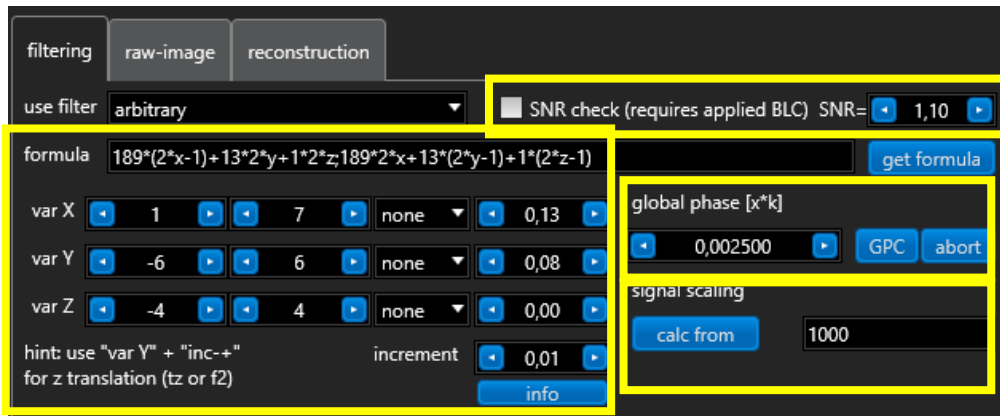 filtering raw-image reconstruction
use filter arbitrary SNR check (requires applied BLC) SNR= 1,10
formula 189*(2*x-1)+13*2*y+1*2*z;189*2*x+13*(2*y-1)+1*(2*z-1) get formula
var X 1 7 none 0,13 global phase [x*k]
0,002500 GPC abort
var Y -6 6 none 0,08
signal scaling
var Z -4 4 none 0,00
calc from 1000
hint: use "var Y" + "inc-+" increment 0,01
for z translation (tz or f2) info